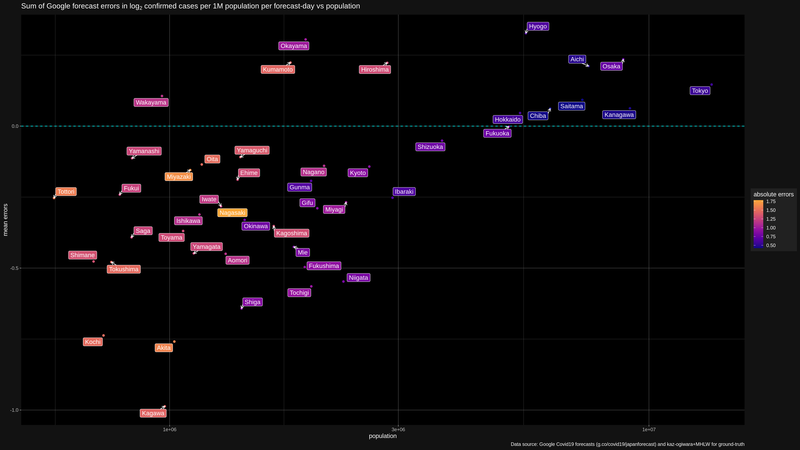 Sum of Google forecast errors in log2 confirmed cases per 1M population per forecast-day vs population
Hyogo
Okayama
Aichi
Kumamoto
Hiroshima
Osaka
Tokyo
Wakayama
Saitama
Hokkaido
Chiba
Kanagawa
0.0
Fukuoka
Shizuoka
Yamanashi
Yamaguchi
Oita
Miyazaki
Ehime
Nagano
Kyoto
Tottori
Fukui
Gunma
Ibaraki
absolute errors
1.75
1.50
1.25
1.00
0.75
0.50
Iwate
Gifu
Miyagi
Nagasaki
Ishikawa
Okinawa
mean errors
Saga
Toyama
Kagoshima
Yamagata
Shimane
Aomori
Mie
-0.5
Tokushima
Fukushima
Niigata
Tochigi
Shiga
Kochi
Akita
-1.0
Kagawa
1e+06
3e+06
1e+07
population
Data source: Google Covid19 forecasts (g.co/covid19/japanforecast) and kaz-ogiwara+MHLW for ground-truth